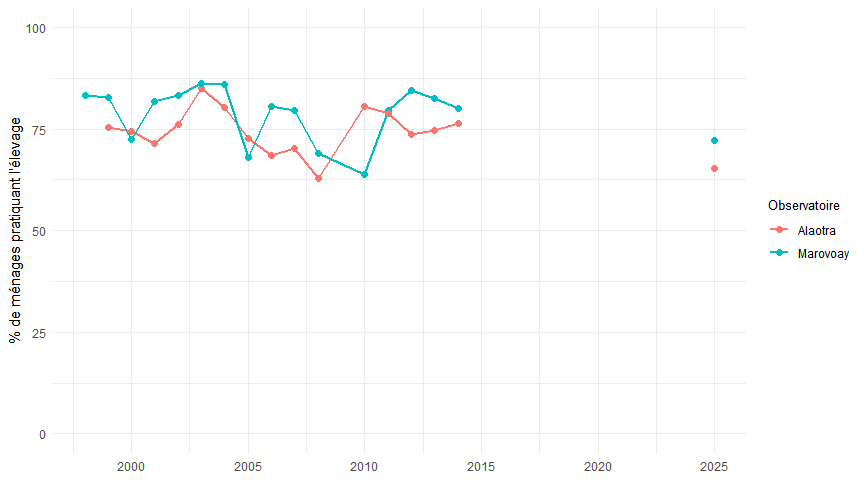 % de ménages pratiquant l'élevage
100
75
50
25
0
2000 2005 2010 2015 2020 2025
Observatoire
Alaotra
Marovoay